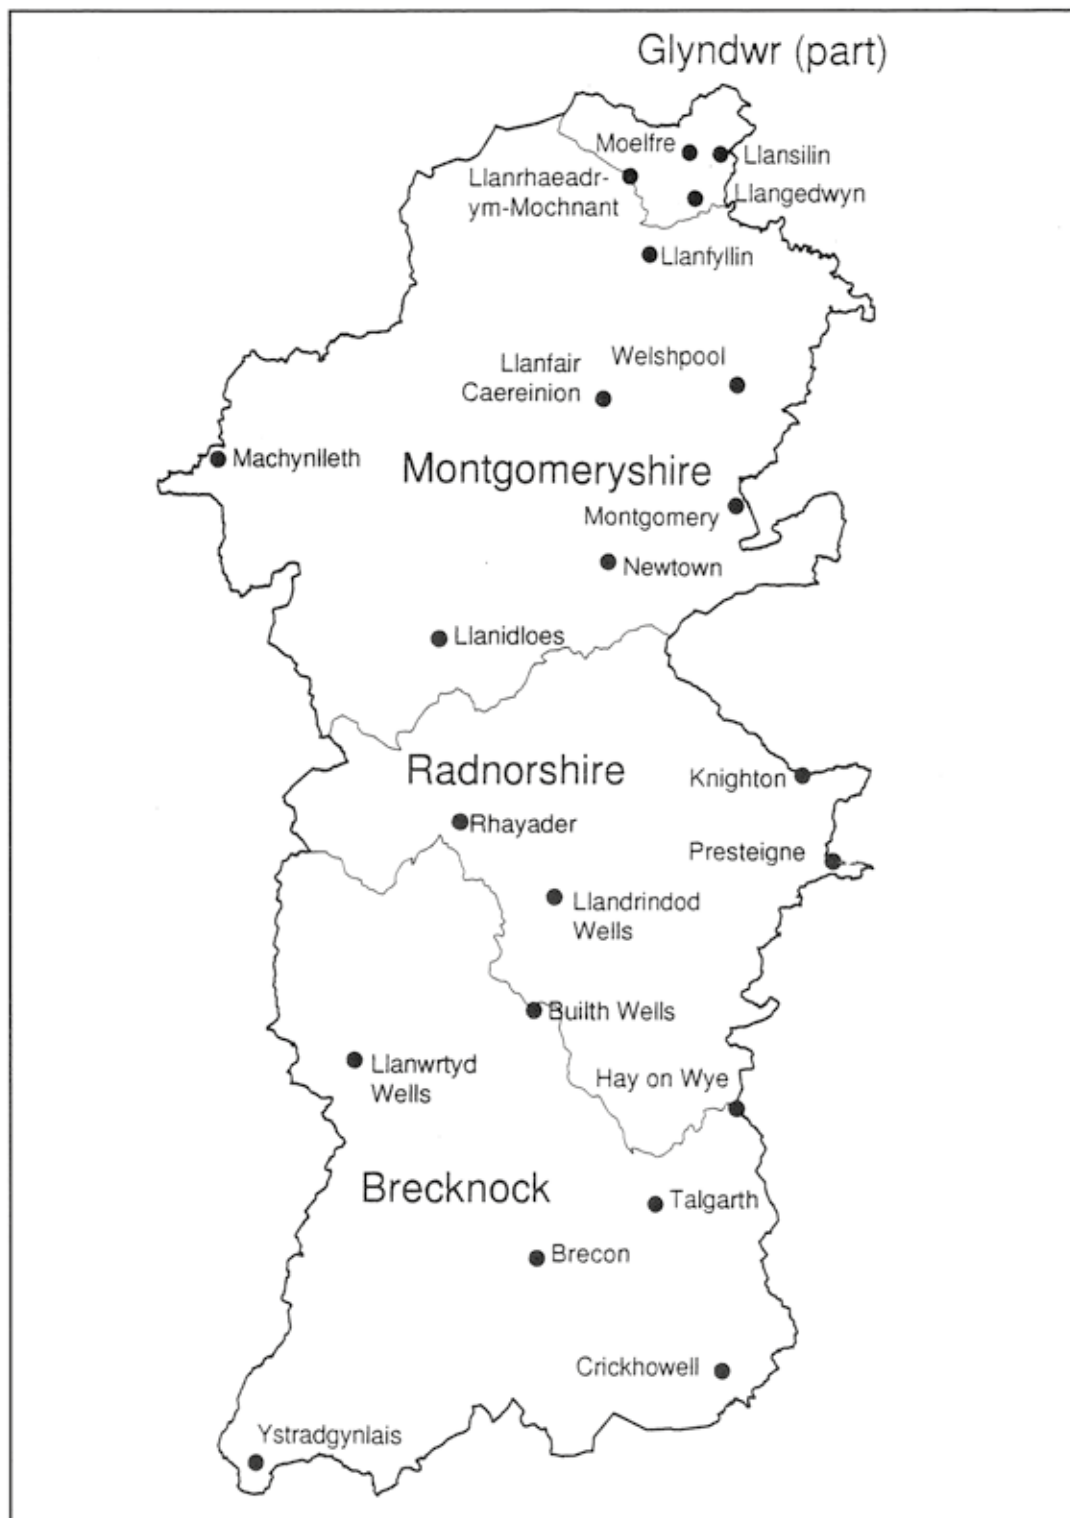 Glyndwr (part)
Moelfre
Llansilin
Llanrhaeadr-
ym-Mochnant
Llangedwyn
Llanfyllin
Welshpool
Llanfair
Caereinion
Machynlleth
Montgomeryshire
Montgomery
Newtown
Llanidloes
Radnorshire
Knighton
Rhayader
Presteigne
Llandrindod
Wells
Builth Wells
Llanwrtyd
Wells
Hay on Wye
Brecknock
Talgarth
Brecon
Crickhowell
Ystradgynlais